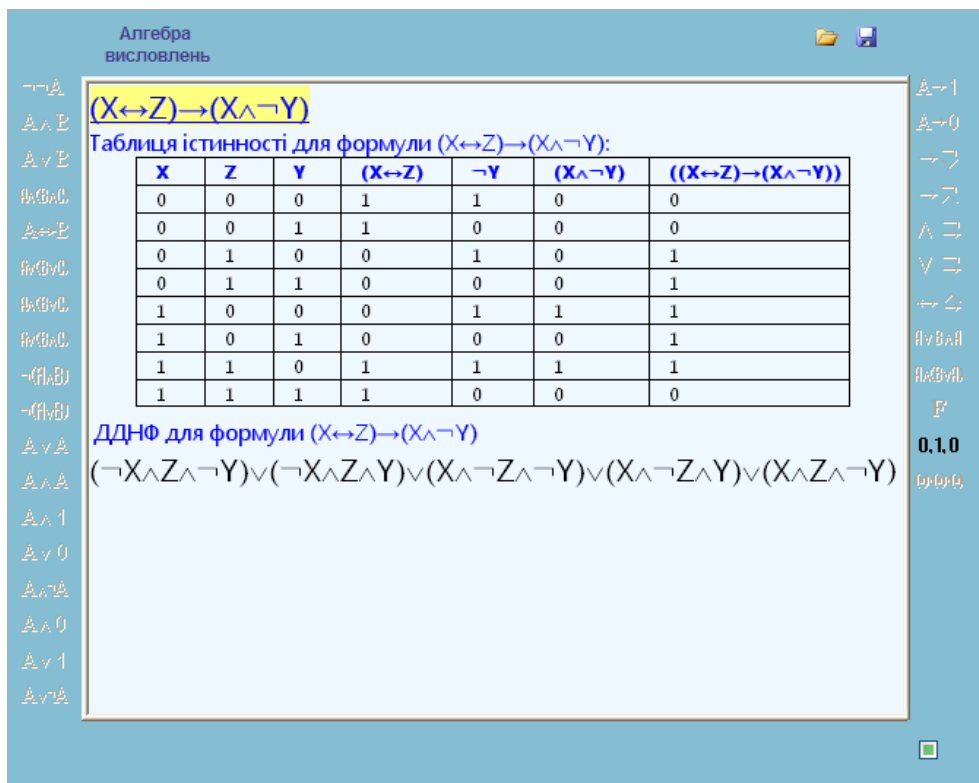 Алгебра
висловлень
(X↔Z)→(X∧¬Y)
Таблиця істинності для формули (X↔Z)→(X∧¬Y):
X Z Y (X↔Z) ¬Y (X∧¬Y) ((X↔Z)→(X∧¬Y))
0 0 0 1 1 0 0
0 0 1 1 0 0 0
0 1 0 0 1 0 1
0 1 1 0 0 0 1
1 0 0 0 1 1 1
1 0 1 0 0 0 1
1 1 0 1 1 1 1
1 1 1 1 0 0 0
ДДНФ для формули (X↔Z)→(X∧¬Y)
(¬X∧Z∧¬Y)∨(¬X∧Z∧Y)∨(X∧¬Z∧¬Y)∨(X∧¬Z∧Y)∨(X∧Z∧¬Y)
¬¬A
A∧B
A∨B
A⇔B
¬(A∧B)
¬(A∨B)
A∨A
A∧A
A∧1
A∨0
A∧¬A
A∧0
A∨1
A∨¬A
A→1
A→0
F
0,1,0